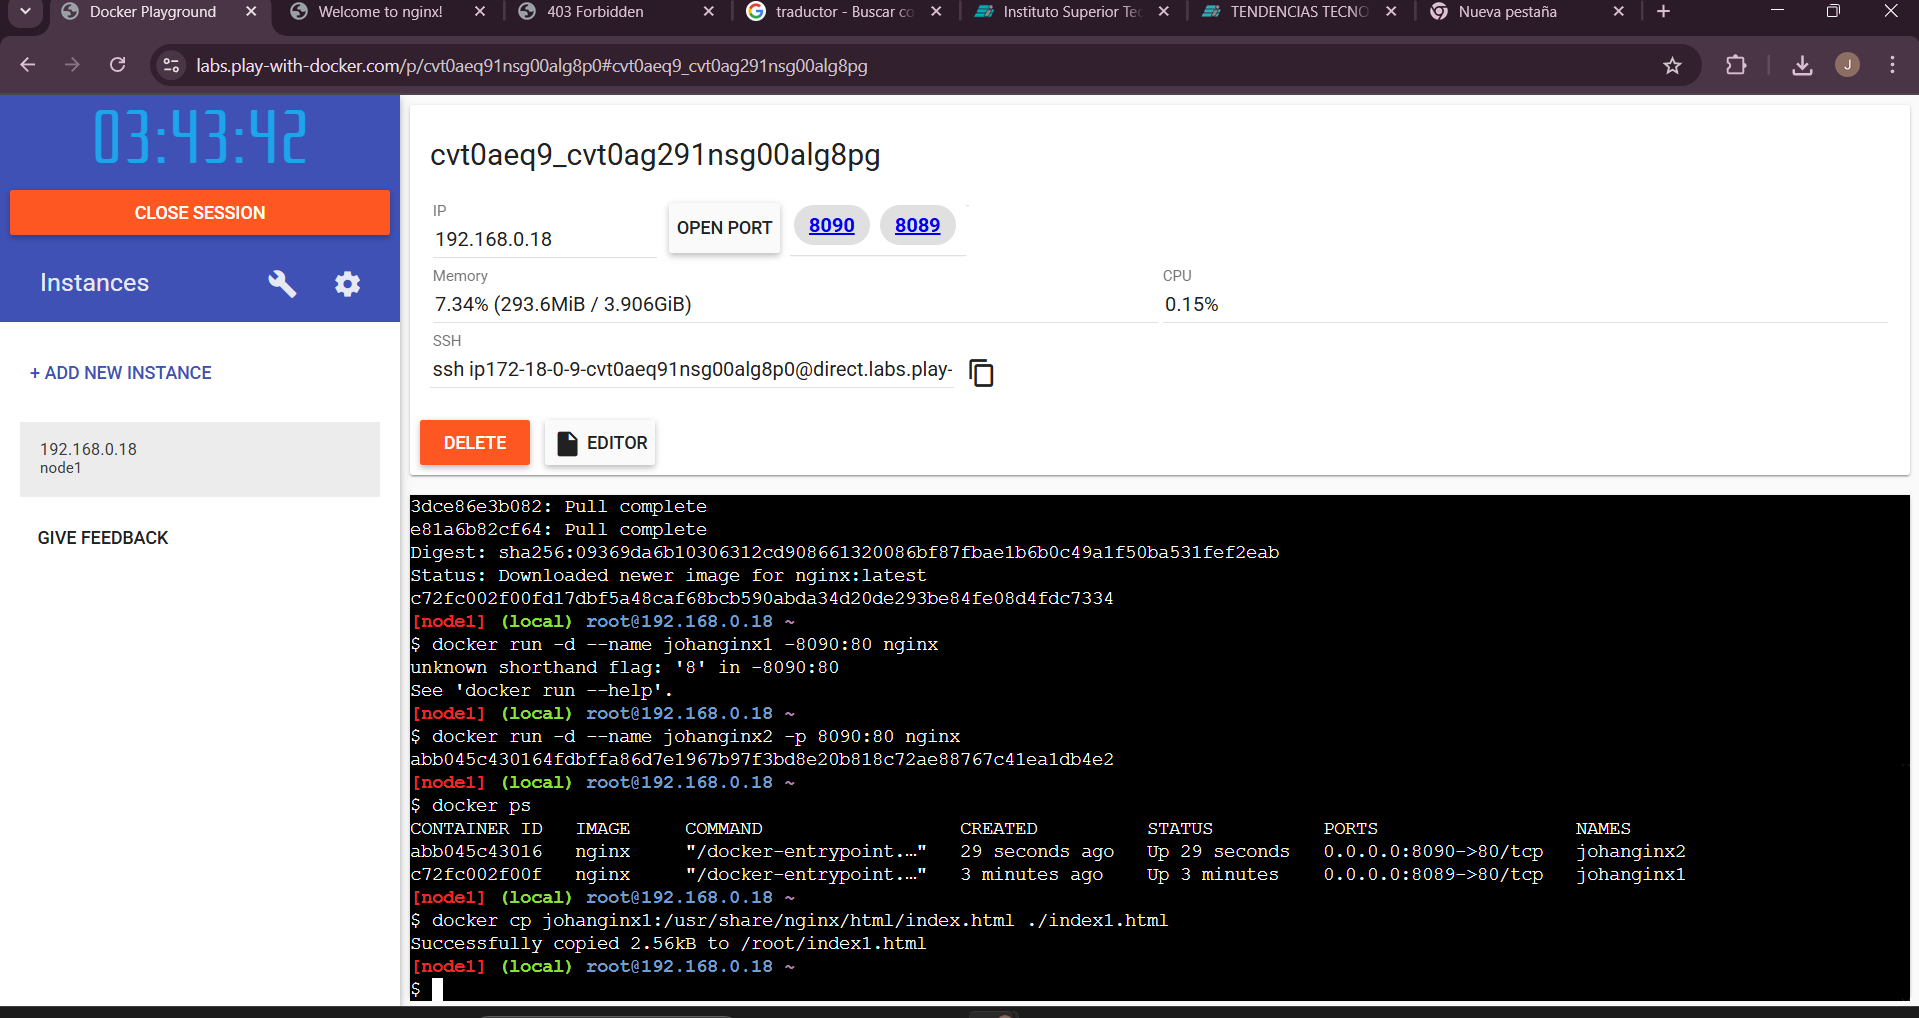 Docker Playground
Welcome to nginx!
403 Forbidden
traductor - Buscar co
Instituto Superior Tec
TENDENCIAS TECNO
Nueva pestaña
labs.play-with-docker.com/p/cvt0aeq91nsg00alg8p0#cvt0aeq9_cvt0ag291nsg00alg8pg
J
03:43:42
CLOSE SESSION
Instances
+ ADD NEW INSTANCE
192.168.0.18
node1
GIVE FEEDBACK
cvt0aeq9_cvt0ag291nsg00alg8pg
IP
192.168.0.18
OPEN PORT
8090
8089
Memory
7.34% (293.6MiB / 3.906GiB)
CPU
0.15%
SSH
ssh ip172-18-0-9-cvt0aeq91nsg00alg8p0@direct.labs.play-
DELETE
EDITOR
3dce86e3b082: Pull complete
e81a6b82cf64: Pull complete
Digest: sha256:09369da6b10306312cd908661320086bf87fbae1b6b0c49a1f50ba531fef2eab
Status: Downloaded newer image for nginx:latest
c72fc002f00fd17dbf5a48caf68bcb590abda34d20de293be84fe08d4fdc7334
[node1] (local) root@192.168.0.18 ~
$ docker run -d --name johanginx1 -8090:80 nginx
unknown shorthand flag: '8' in -8090:80
See 'docker run --help'.
[node1] (local) root@192.168.0.18 ~
$ docker run -d --name johanginx2 -p 8090:80 nginx
abb045c430164fdbffa86d7e1967b97f3bd8e20b818c72ae88767c41ea1db4e2
[node1] (local) root@192.168.0.18 ~
$ docker ps
CONTAINER ID IMAGE COMMAND CREATED STATUS PORTS NAMES
abb045c43016 nginx "/docker-entrypoint.…" 29 seconds ago Up 29 seconds 0.0.0.0:8090->80/tcp johanginx2
c72fc002f00f nginx "/docker-entrypoint.…" 3 minutes ago Up 3 minutes 0.0.0.0:8089->80/tcp johanginx1
[node1] (local) root@192.168.0.18 ~
$ docker cp johanginx1:/usr/share/nginx/html/index.html ./index1.html
Successfully copied 2.56kB to /root/index1.html
[node1] (local) root@192.168.0.18 ~
$